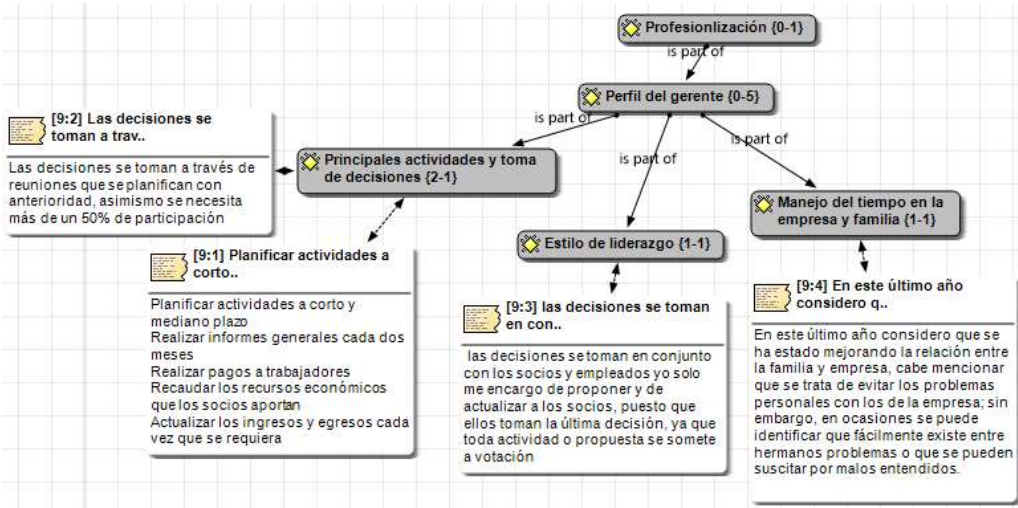 Profesionlización {0-1}
is part of
Perfil del gerente {0-5}
is part of
is part of
is part of
[9:2] Las decisiones se
toman a trav..
Las decisiones se toman a través de
reuniones que se planifican con
anterioridad, asimismo se necesita
más de un 50% de participación
Principales actividades y toma
de decisiones {2-1}
Manejo del tiempo en la
empresa y familia {1-1}
Estilo de liderazgo {1-1}
[9:1] Planificar actividades a
corto..
Planificar actividades a corto y
mediano plazo
Realizar informes generales cada dos
meses
Realizar pagos a trabajadores
Recaudar los recursos económicos
que los socios aportan
Actualizar los ingresos y egresos cada
vez que se requiera
[9:3] las decisiones se toman
en con..
las decisiones se toman en conjunto
con los socios y empleados yo solo
me encargo de proponer y de
actualizar a los socios, puesto que
ellos toman la última decisión, ya que
toda actividad o propuesta se somete
a votación
[9:4] En este último año
considero q..
En este último año considero que se
ha estado mejorando la relación entre
la familia y empresa, cabe mencionar
que se trata de evitar los problemas
personales con los de la empresa; sin
embargo, en ocasiones se puede
identificar que fácilmente existe entre
hermanos problemas o que se pueden
suscitar por malos entendidos.